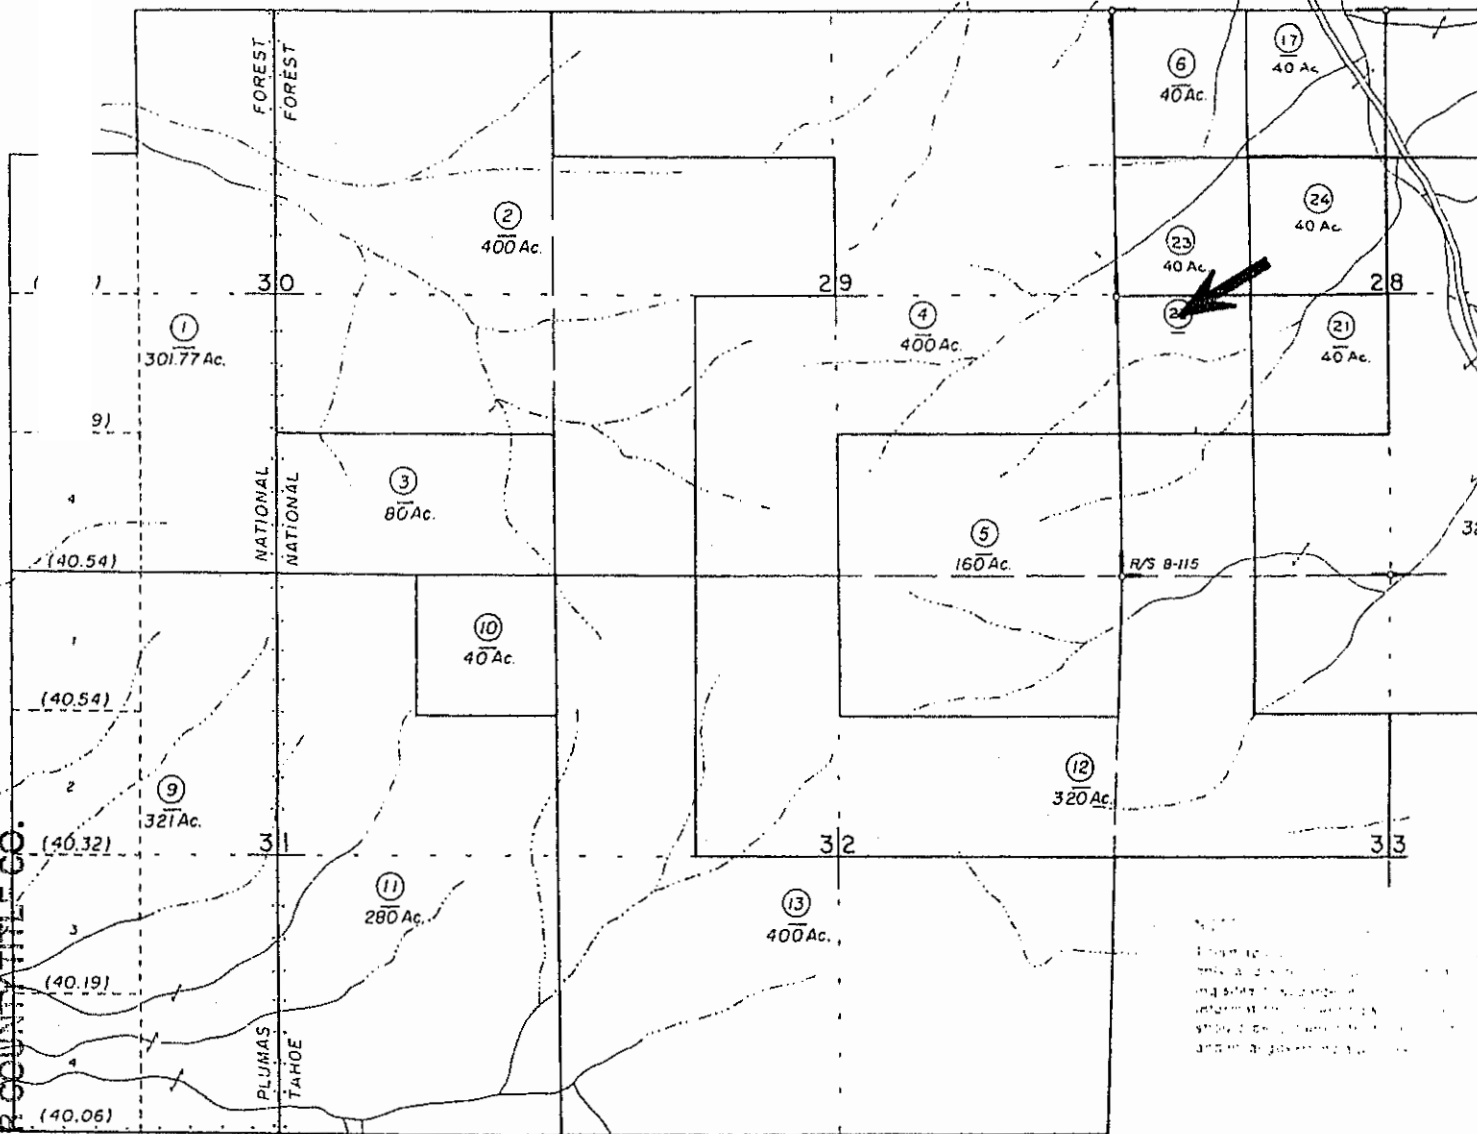 FOREST
FOREST
6
40 Ac.
17
40 Ac.
2
400 Ac.
24
40 Ac.
23
40 Ac.
30
29
28
1
301.77 Ac.
4
400 Ac.
21
40 Ac.
9)
NATIONAL
NATIONAL
3
80 Ac.
4
5
160 Ac.
(40.54)
R/S 8-115
10
40 Ac.
1
(40.54)
12
320 Ac.
2
9
321 Ac.
(40.32)
31
32
33
11
280 Ac.
13
400 Ac.
3
(40.19)
PLUMAS
TAHOE
4
(40.06)
COUNTY TITLE CO.